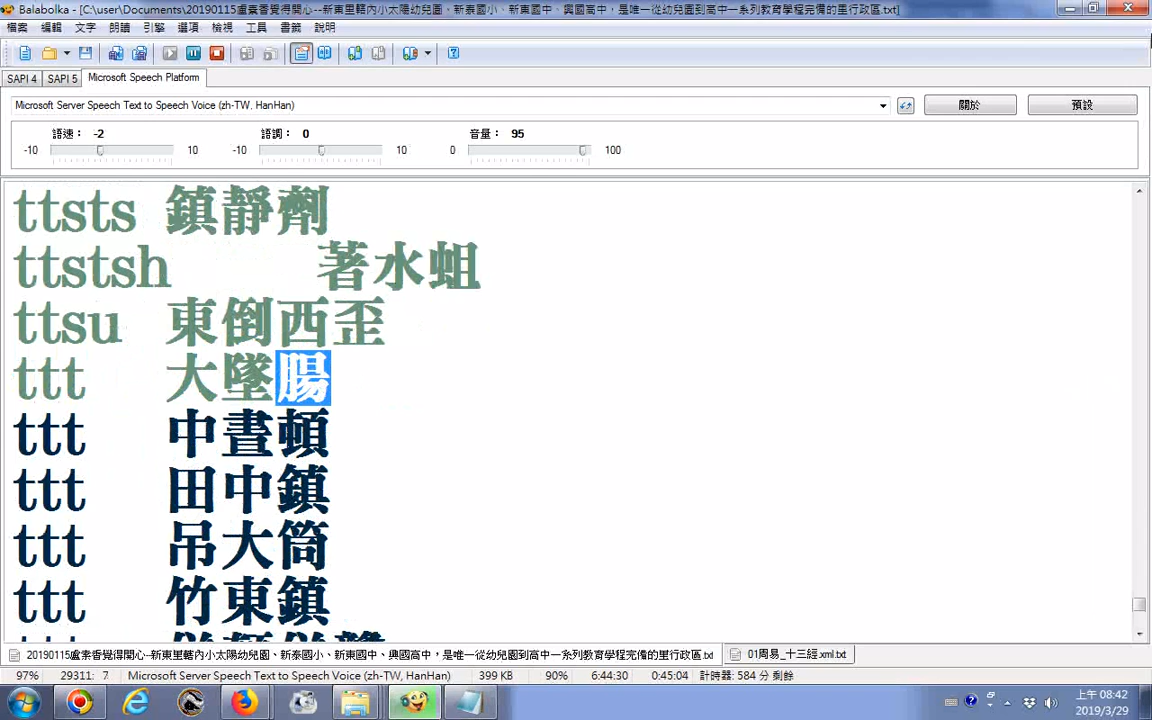 Balabolka - [C:\user\Documents\20190115盧素香覺得開心--新東里轄內小太陽幼兒園、新泰國小、新東國中、興國高中，是唯一從幼兒園到高中一系列教育學程完備的里行政區.txt]
檔案 編輯 文字 朗讀 引擎 選項 檢視 工具 書籤 說明
SAPI 4 SAPI 5 Microsoft Speech Platform
Microsoft Server Speech Text to Speech Voice (zh-TW, HanHan) 關於 預設
語速： -2 語調： 0 音量： 95
-10 10 -10 10 0 100
ttsts 鎮靜劑
ttstsh 著水蛆
ttsu 東倒西歪
ttt 大墜腸
ttt 中晝頓
ttt 田中鎮
ttt 吊大筒
ttt 竹東鎮
20190115盧素香覺得開心--新東里轄內小太陽幼兒園、新泰國小、新東國中、興國高中，是唯一從幼兒園到高中一系列教育學程完備的里行政區.txt 01周易_十三經.xml.txt
97% 29311: 7 Microsoft Server Speech Text to Speech Voice (zh-TW, HanHan) 399 KB 90% 6:44:30 0:45:04 計時器: 584 分 剩餘
上午 08:42
2019/3/29